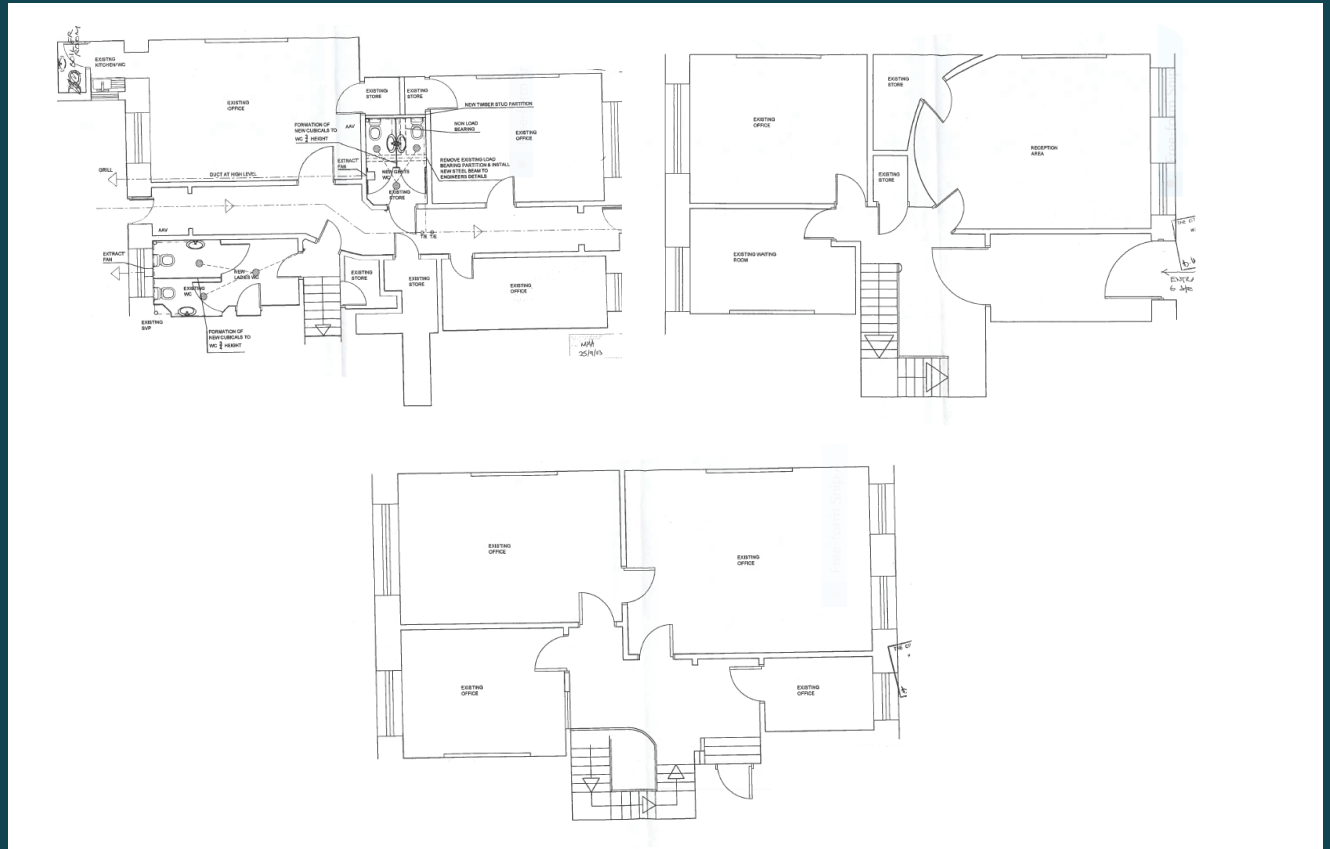 BOILER
ROOM
EXISTING
KITCHEN/WC
EXISTING
OFFICE
EXISTING
STORE
EXISTING
STORE
NEW TIMBER STUD PARTITION
FORMATION OF
NEW CUBICALS TO
WC ¾ HEIGHT
AAV
NON LOAD
BEARING
EXISTING
OFFICE
EXTRACT
FAN
REMOVE EXISTING LOAD
BEARING PARTITION & INSTALL
NEW STEEL BEAM TO
ENGINEERS DETAILS
GRILL
DUCT AT HIGH LEVEL
NEW GENTS
WC
EXISTING
STORE
AAV
EXTRACT
FAN
NEW
LADIES WC
EXISTING
WC
EXISTING
STORE
EXISTING
STORE
EXISTING
OFFICE
EXISTING
SVP
FORMATION OF
NEW CUBICALS TO
WC ¾ HEIGHT
25/9/03
EXISTING
OFFICE
EXISTING
STORE
RECEPTION
AREA
EXISTING
STORE
EXISTING WAITING
ROOM
EXISTING
OFFICE
EXISTING
OFFICE
EXISTING
OFFICE
EXISTING
OFFICE